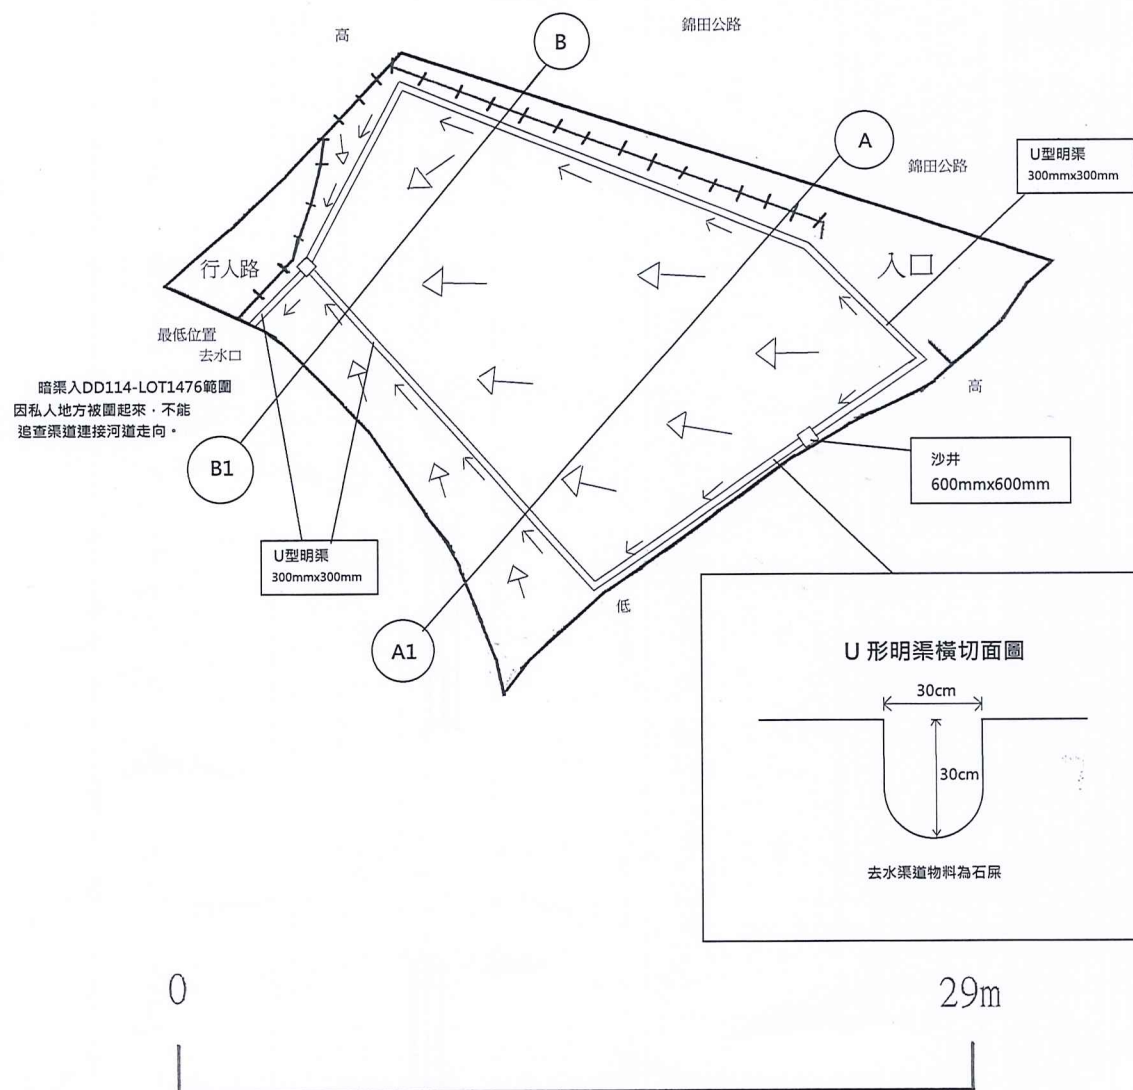 高
錦田公路
B
A
錦田公路
U型明渠
300mmx300mm
入口
行人路
最低位置
去水口
暗渠入DD114-LOT1476範圍
因私人地方被圍起來，不能
追查渠道連接河道走向。
高
B1
沙井
600mmx600mm
U型明渠
300mmx300mm
低
A1
U 形明渠橫切面圖
30cm
30cm
去水渠道物料為石屎
0
29m